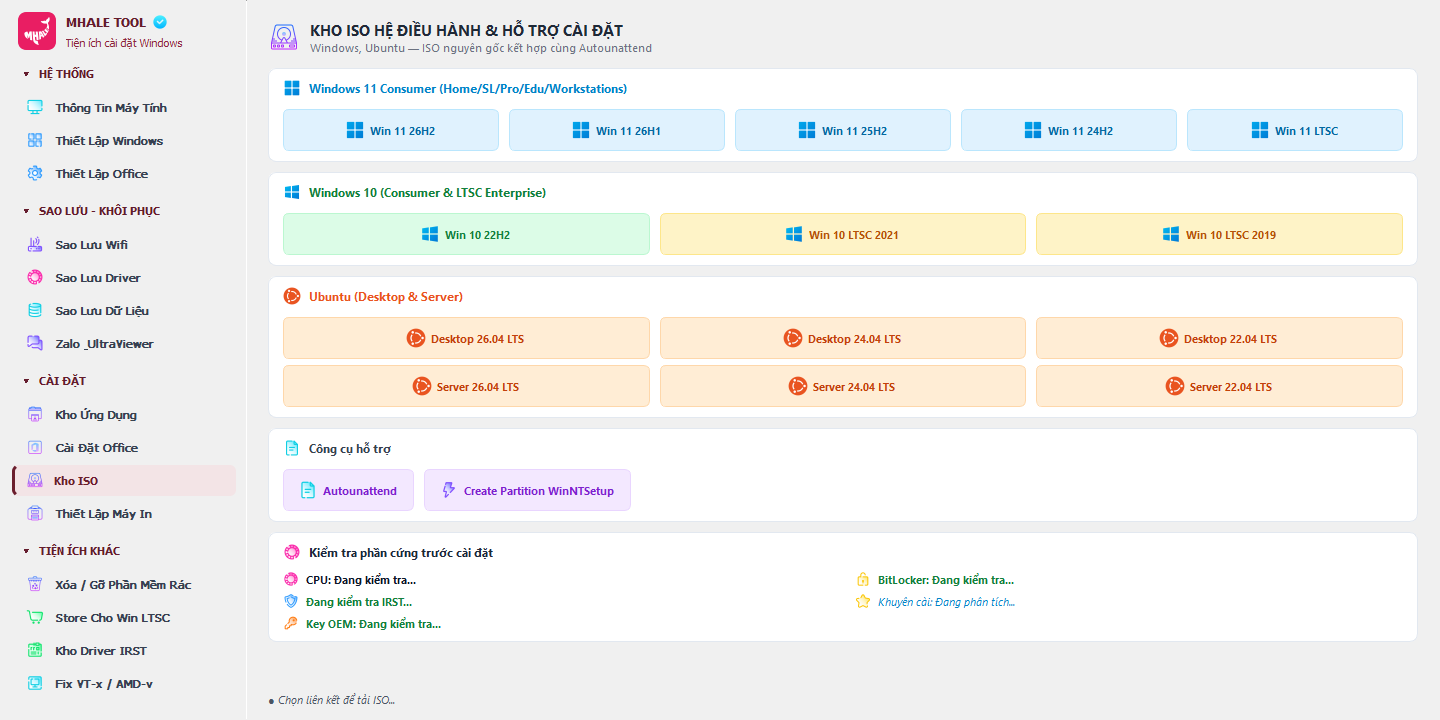 MHALE TOOL
Tiện ích cài đặt Windows
HỆ THỐNG
Thông Tin Máy Tính
Thiết Lập Windows
Thiết Lập Office
SAO LƯU - KHÔI PHỤC
Sao Lưu Wifi
Sao Lưu Driver
Sao Lưu Dữ Liệu
Zalo _UltraViewer
CÀI ĐẶT
Kho Ứng Dụng
Cài Đặt Office
Kho ISO
Thiết Lập Máy In
TIỆN ÍCH KHÁC
Xóa / Gỡ Phần Mềm Rác
Store Cho Win LTSC
Kho Driver IRST
Fix VT-x / AMD-v
KHO ISO HỆ ĐIỀU HÀNH & HỖ TRỢ CÀI ĐẶT
Windows, Ubuntu — ISO nguyên gốc kết hợp cùng Autounattend
Windows 11 Consumer (Home/SL/Pro/Edu/Workstations)
Win 11 26H2
Win 11 26H1
Win 11 25H2
Win 11 24H2
Win 11 LTSC
Windows 10 (Consumer & LTSC Enterprise)
Win 10 22H2
Win 10 LTSC 2021
Win 10 LTSC 2019
Ubuntu (Desktop & Server)
Desktop 26.04 LTS
Desktop 24.04 LTS
Desktop 22.04 LTS
Server 26.04 LTS
Server 24.04 LTS
Server 22.04 LTS
Công cụ hỗ trợ
Autounattend
Create Partition WinNTSetup
Kiểm tra phần cứng trước cài đặt
CPU: Đang kiểm tra...
BitLocker: Đang kiểm tra...
Đang kiểm tra IRST...
Khuyên cài: Đang phân tích...
Key OEM: Đang kiểm tra...
● Chọn liên kết để tải ISO...